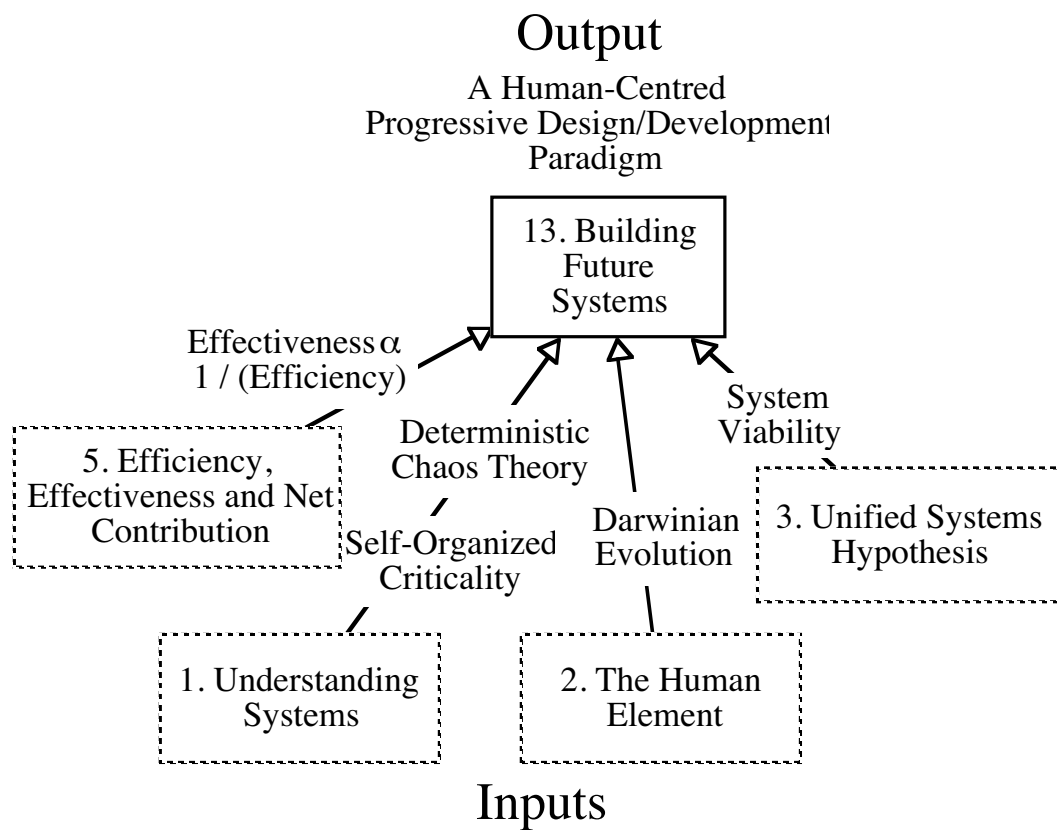 Output
A Human-Centred
Progressive Design/Development
Paradigm
13. Building
Future
Systems
Effectiveness α
1 / (Efficiency)
System
Viability
Deterministic
Chaos Theory
5. Efficiency,
Effectiveness and Net
Contribution
Self-Organized
Criticality
Darwinian
Evolution
3. Unified Systems
Hypothesis
1. Understanding
Systems
2. The Human
Element
Inputs